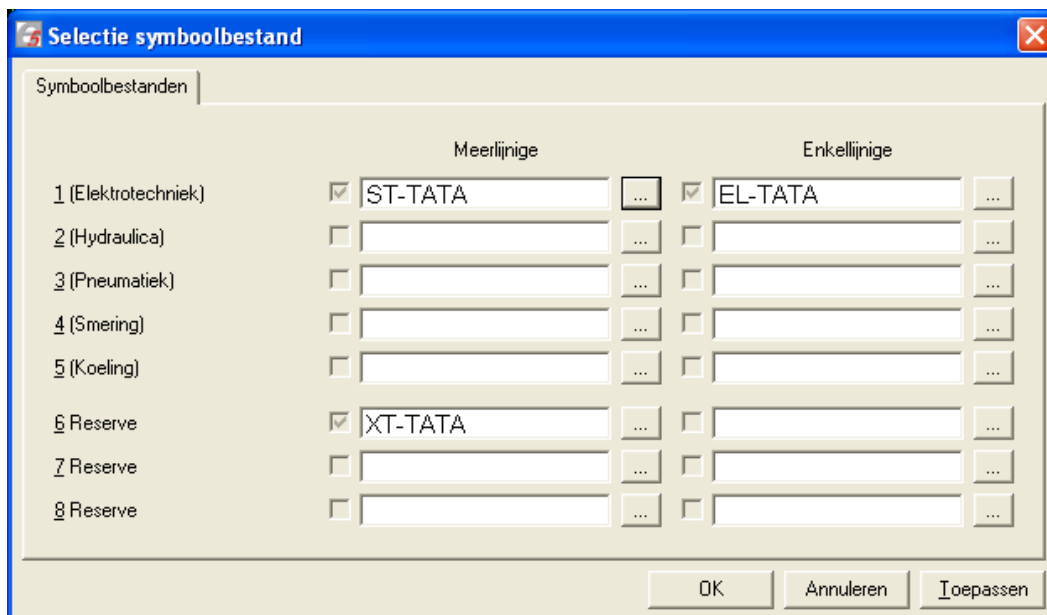 Selectie symboolbestand
Symboolbestanden
Meerlijnige Enkellijnige
1 (Elektrotechniek) ST-TATA ... EL-TATA ...
2 (Hydraulica) ... ...
3 (Pneumatiek) ... ...
4 (Smering) ... ...
5 (Koeling) ... ...
6 Reserve XT-TATA ... ...
7 Reserve ... ...
8 Reserve ... ...
OK Annuleren Toepassen